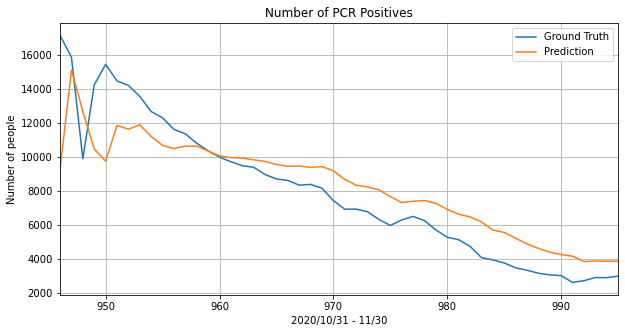 Number of PCR Positives
Ground Truth
Prediction
Number of people
16000
14000
12000
10000
8000
6000
4000
2000
950 960 970 980 990
2020/10/31 - 11/30